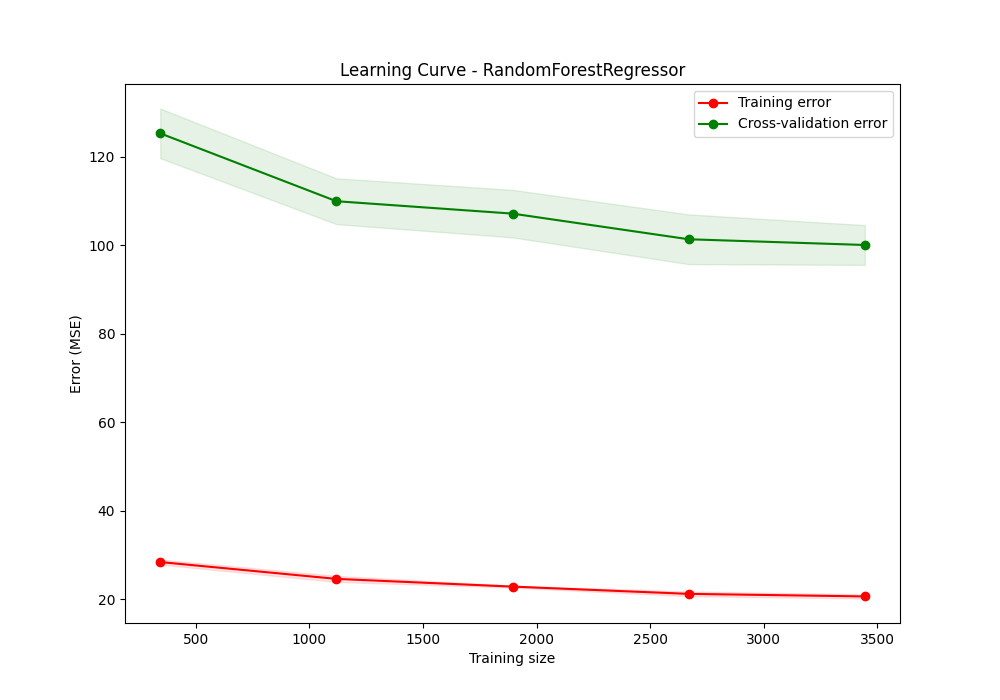 Learning Curve - RandomForestRegressor
Training error
Cross-validation error
120
100
80
60
40
20
Error (MSE)
500 1000 1500 2000 2500 3000 3500
Training size